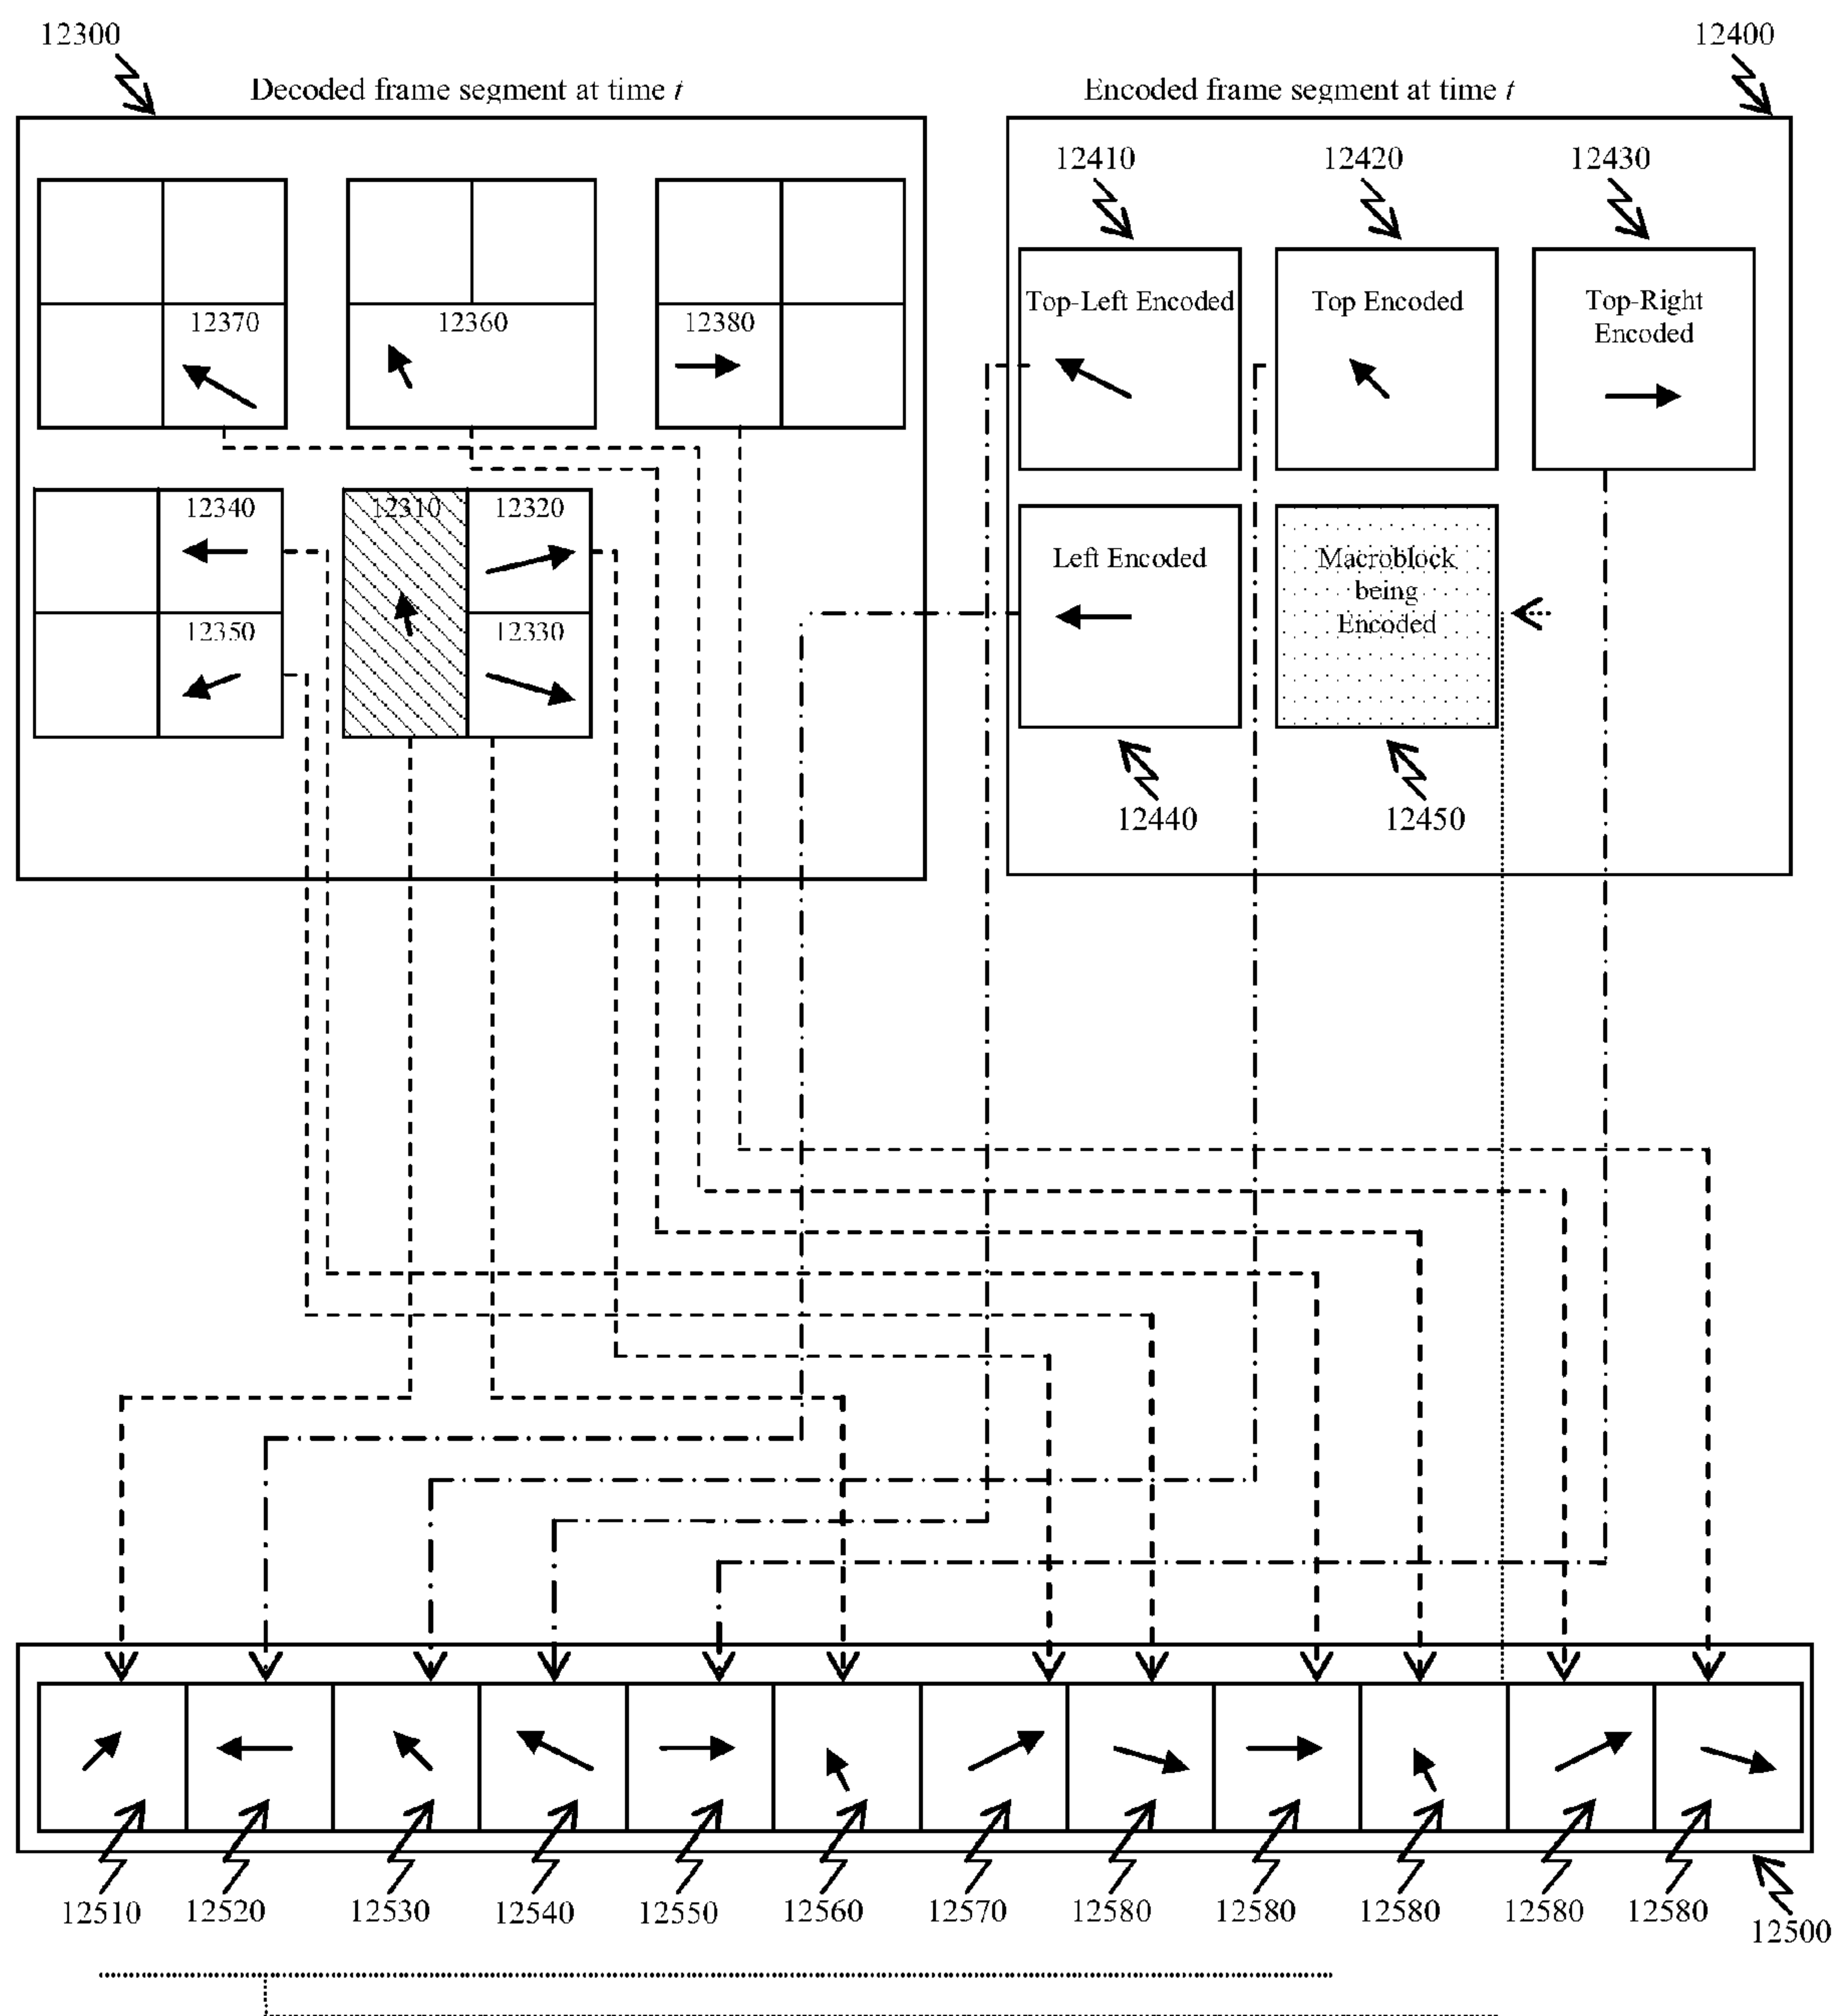 12300
12400
Decoded frame segment at time t
Encoded frame segment at time t
12410
12420
12430
12370
12360
12380
Top-Left Encoded
Top Encoded
Top-Right
Encoded
12340
12310
12320
12350
12330
Left Encoded
Macroblock
being
Encoded
12440
12450
12510
12520
12530
12540
12550
12560
12570
12580
12580
12580
12580
12580
12500